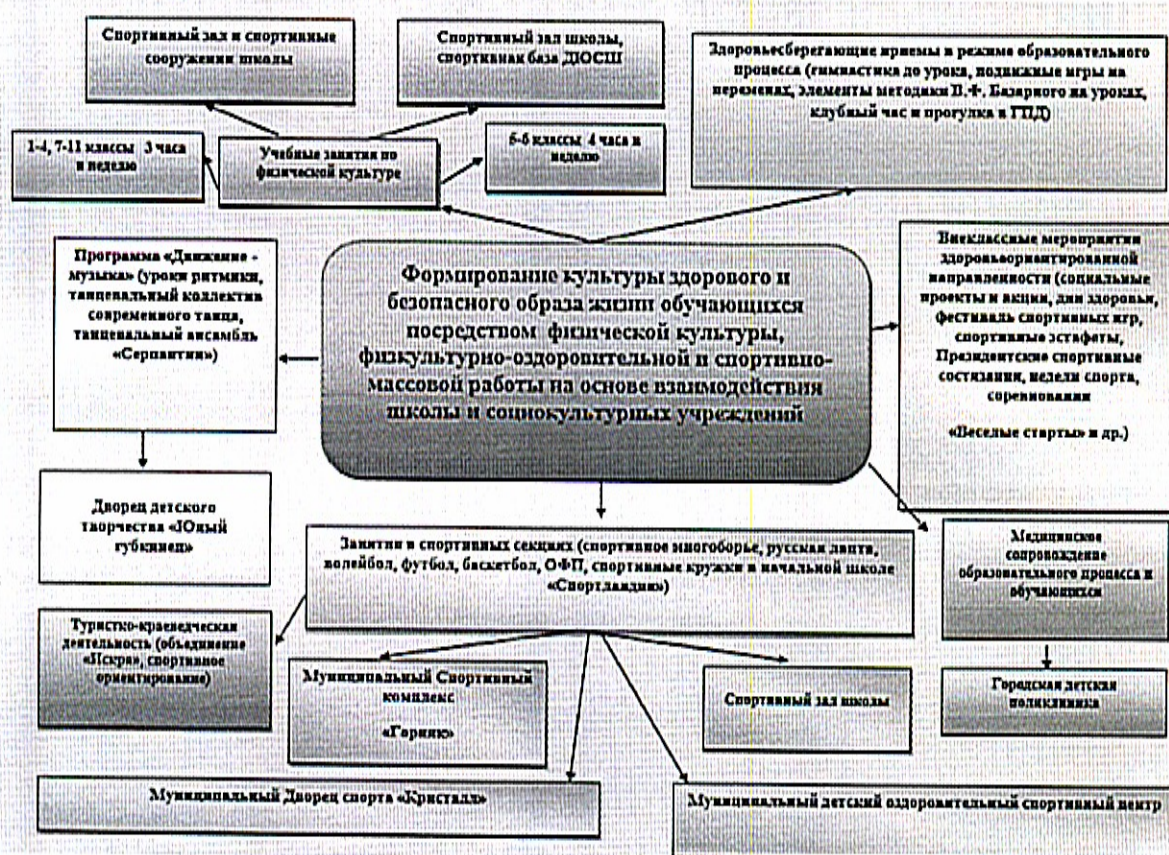 Спортивный зал и спортивные
сооружения школы
Спортивный зал школы,
спортивная база ДЮСШ
Здоровьесберегающие приемы в режиме образовательного
процесса (гимнастика до урока, подвижные игры на
переменах, элементы методики В.Ф. Базарного на уроках,
клубный час и прогулка в ГПД)
1-4, 7-11 классы 3 часа
в неделю
Учебные занятия по
физической культуре
5-6 классы 4 часа в
неделю
Программа «Движение -
музыка» (уроки ритмики,
танцевальный коллектив
современного танца,
танцевальный ансамбль
«Серпантин»)
Формирование культуры здорового и
безопасного образа жизни обучающихся
посредством физической культуры,
физкультурно-оздоровительной и спортивно-
массовой работы на основе взаимодействия
школы и социокультурных учреждений
Внеклассные мероприятия
здоровьеориентированной
направленности (социальные
проекты и акции, дни здоровья,
фестиваль спортивных игр,
спортивные эстафеты,
Президентские спортивные
состязания, недели спорта,
соревнования
«Веселые старты» и др.)
Дворец детского
творчества «Юный
губкинец»
Занятия в спортивных секциях (спортивное многоборье, русская лапта,
волейбол, футбол, баскетбол, ОФП, спортивные кружки в начальной школе
«Спортландия»)
Медицинское
сопровождение
образовательного процесса и
обучающихся
Туристко-краеведческая
деятельность (объединение
«Искра», спортивное
ориентирование)
Муниципальный Спортивный
комплекс
«Горняк»
Спортивный зал школы
Городская детская
поликлиника
Муниципальный Дворец спорта «Кристалл»
Муниципальный детский оздоровительный спортивный центр